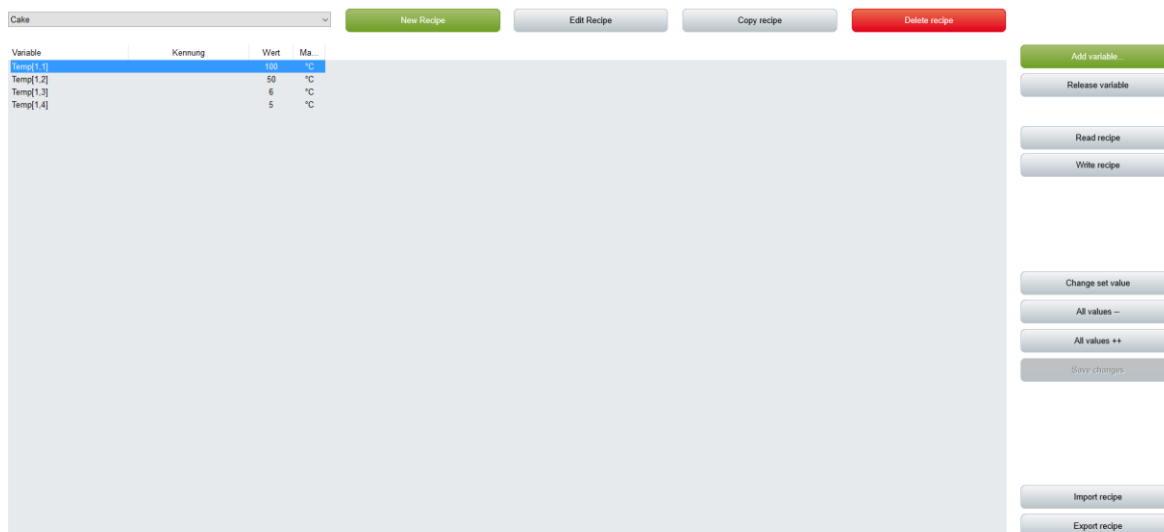 Cake
New Recipe
Edit Recipe
Copy recipe
Delete recipe
Variable Kennung Wert Ma...
Temp[1,1] 100 °C
Temp[1,2] 50 °C
Temp[1,3] 6 °C
Temp[1,4] 5 °C
Add variable...
Release variable
Read recipe
Write recipe
Change set value
All values --
All values ++
Save changes
Import recipe
Export recipe